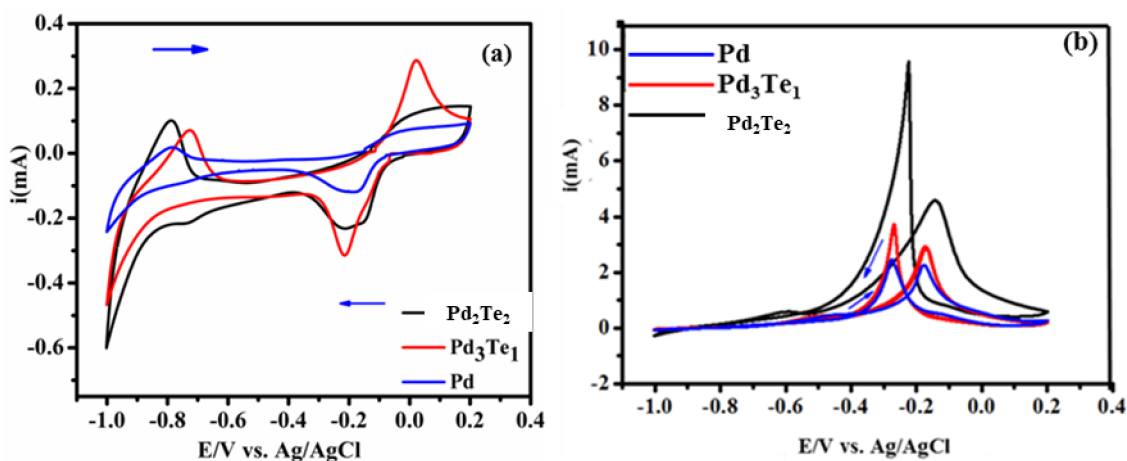 (a)
0.4
0.2
0.0
-0.2
-0.4
-0.6
i(mA)
Pd₂Te₂
Pd₃Te₁
Pd
-1.0 -0.8 -0.6 -0.4 -0.2 0.0 0.2 0.4
E/V vs. Ag/AgCl
(b)
10
8
6
4
2
0
-2
i(mA)
Pd
Pd₃Te₁
Pd₂Te₂
-1.0 -0.8 -0.6 -0.4 -0.2 0.0 0.2 0.4
E/V vs. Ag/AgCl